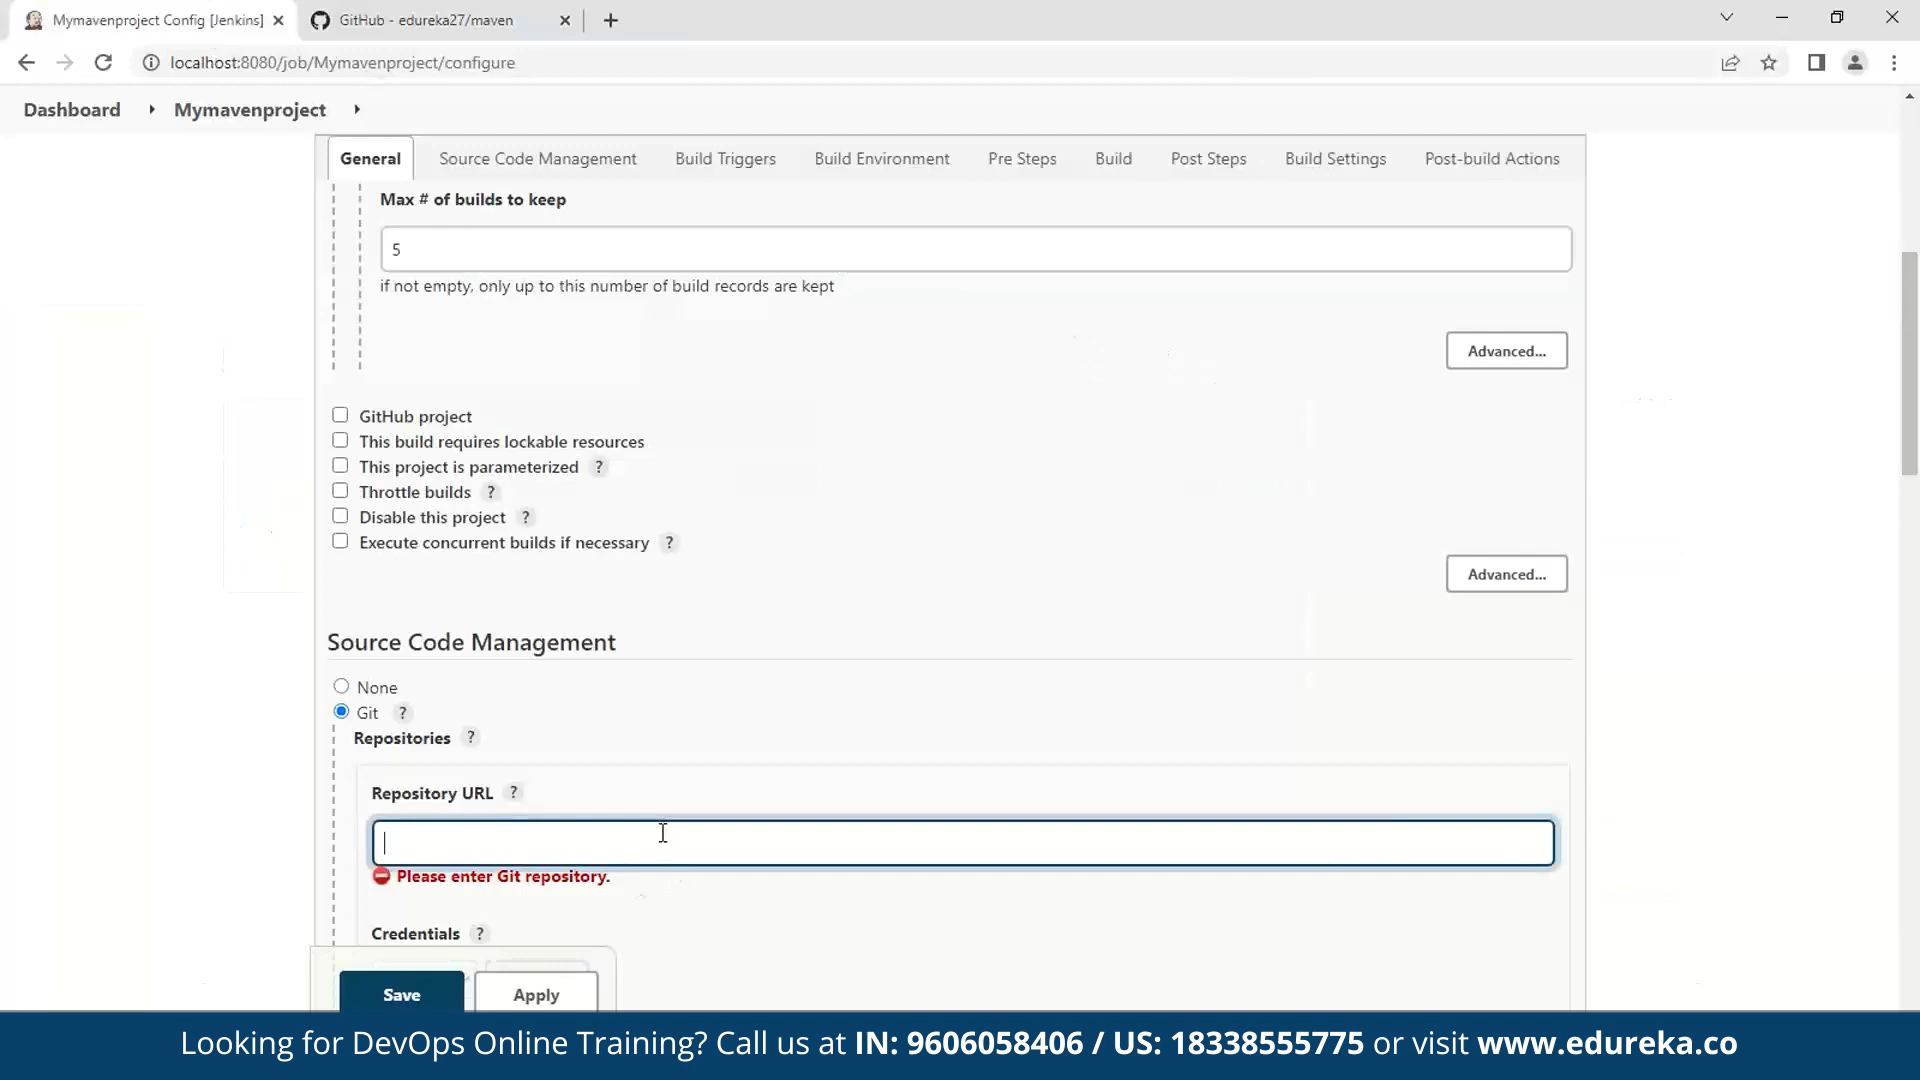 Mymavenproject Config [Jenkins]
GitHub - edureka27/maven
localhost:8080/job/Mymavenproject/configure
Dashboard
Mymavenproject
General
Source Code Management
Build Triggers
Build Environment
Pre Steps
Build
Post Steps
Build Settings
Post-build Actions
Max # of builds to keep
5
if not empty, only up to this number of build records are kept
Advanced...
GitHub project
This build requires lockable resources
This project is parameterized ?
Throttle builds ?
Disable this project ?
Execute concurrent builds if necessary ?
Advanced...
Source Code Management
None
Git ?
Repositories ?
Repository URL ?
Please enter Git repository.
Credentials ?
Save
Apply
Looking for DevOps Online Training? Call us at IN: 9606058406 / US: 18338555775 or visit www.edureka.co